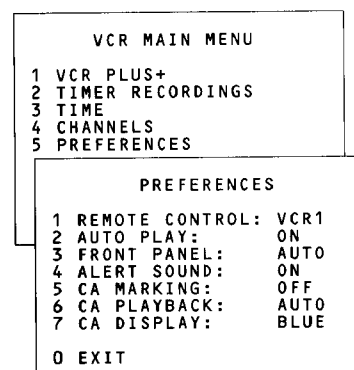 VCR MAIN MENU
1 VCR PLUS+
2 TIMER RECORDINGS
3 TIME
4 CHANNELS
5 PREFERENCES
PREFERENCES
1 REMOTE CONTROL: VCR1
2 AUTO PLAY: ON
3 FRONT PANEL: AUTO
4 ALERT SOUND: ON
5 CA MARKING: OFF
6 CA PLAYBACK: AUTO
7 CA DISPLAY: BLUE
0 EXIT